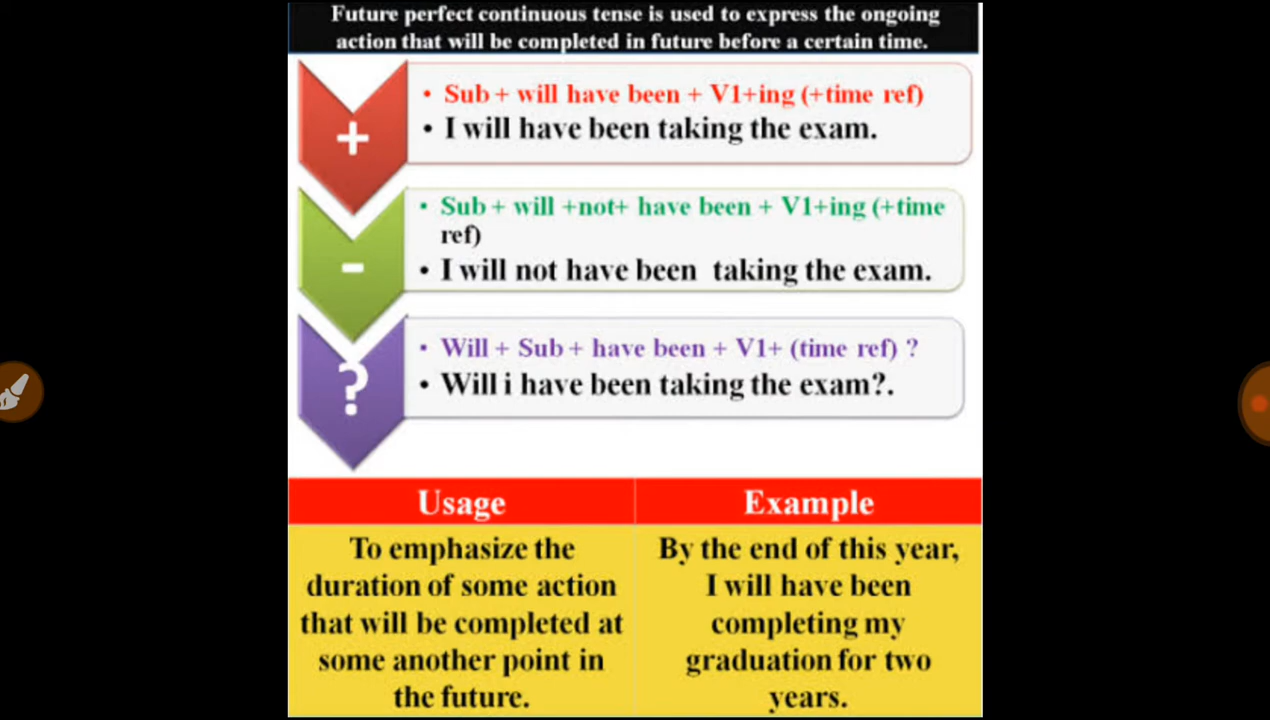 Future perfect continuous tense is used to express the ongoing
action that will be completed in future before a certain time.
+
• Sub + will have been + V1+ing (+time ref)
• I will have been taking the exam.
-
• Sub + will +not+ have been + V1+ing (+time
ref)
• I will not have been taking the exam.
?
• Will + Sub + have been + V1+ (time ref) ?
• Will i have been taking the exam?.
Usage
To emphasize the
duration of some action
that will be completed at
some another point in
the future.
Example
By the end of this year,
I will have been
completing my
graduation for two
years.